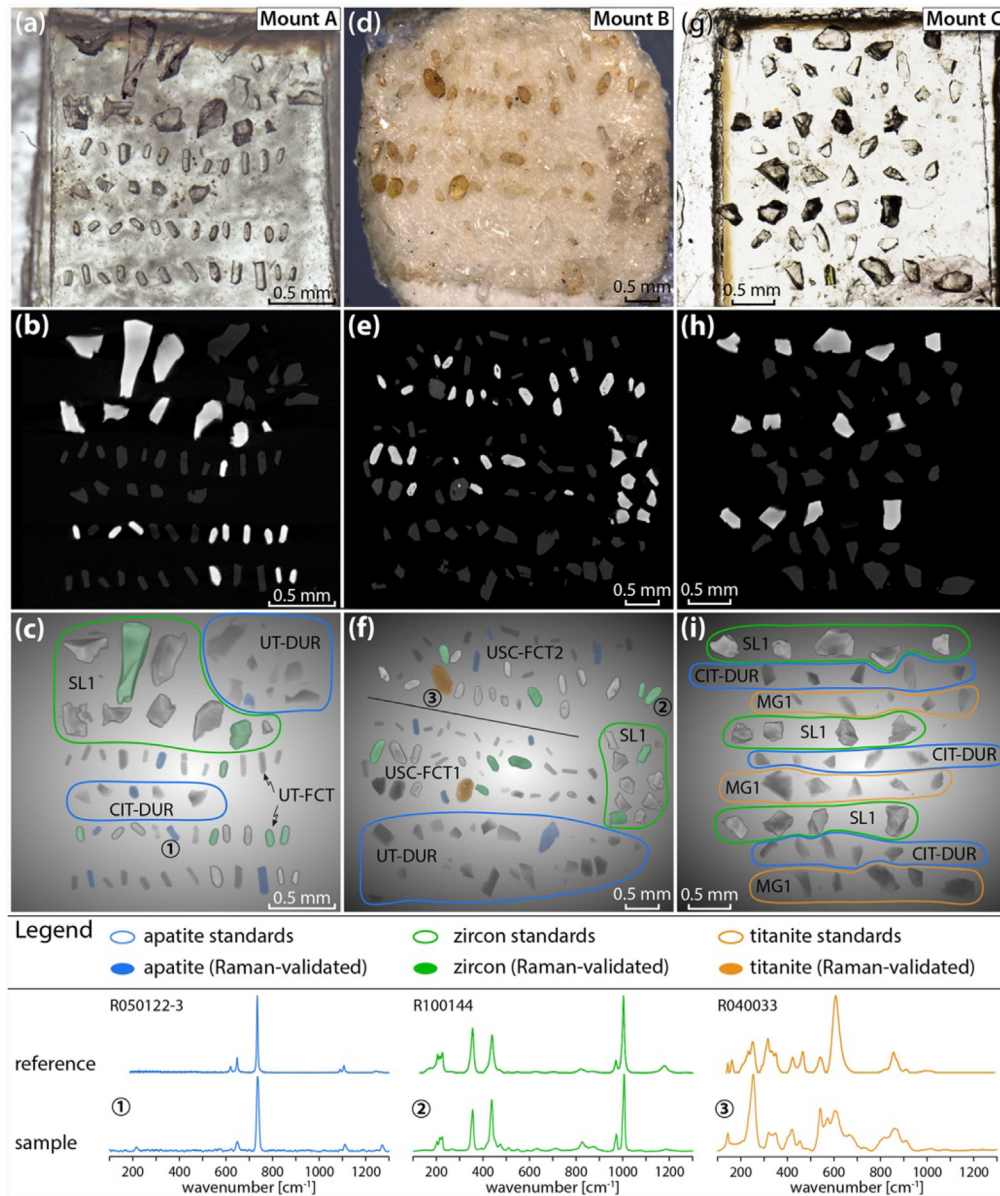 (a) Mount A
0.5 mm
(d) Mount B
0.5 mm
(g) Mount C
0.5 mm
(b)
0.5 mm
(e)
0.5 mm
(h)
0.5 mm
(c)
UT-DUR
SL1
UT-FCT
CIT-DUR
①
0.5 mm
(f)
USC-FCT2
③
②
SL1
USC-FCT1
UT-DUR
0.5 mm
(i)
SL1
CIT-DUR
MG1
SL1
CIT-DUR
MG1
SL1
CIT-DUR
MG1
0.5 mm
Legend
apatite standards
zircon standards
titanite standards
apatite (Raman-validated)
zircon (Raman-validated)
titanite (Raman-validated)
R050122-3
R100144
R040033
reference
①
②
③
sample
200 400 600 800 1000 1200
200 400 600 800 1000 1200
200 400 600 800 1000 1200
wavenumber [cm⁻¹]
wavenumber [cm⁻¹]
wavenumber [cm⁻¹]